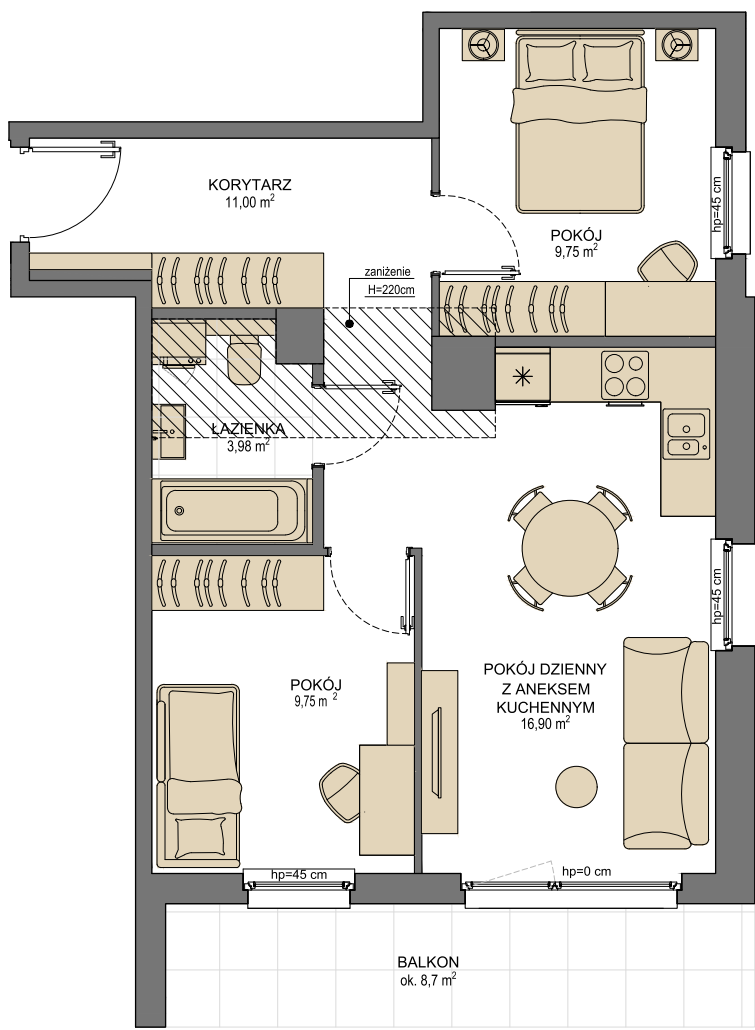 KORYTARZ
11,00 m²
POKÓJ
9,75 m²
hp=45 cm
zaniżenie
H=220cm
ŁAZIENKA
3,98 m²
hp=45 cm
POKÓJ
9,75 m²
POKÓJ DZIENNY
Z ANEKSEM
KUCHENNYM
16,90 m²
hp=45 cm
hp=0 cm
BALKON
ok. 8,7 m²